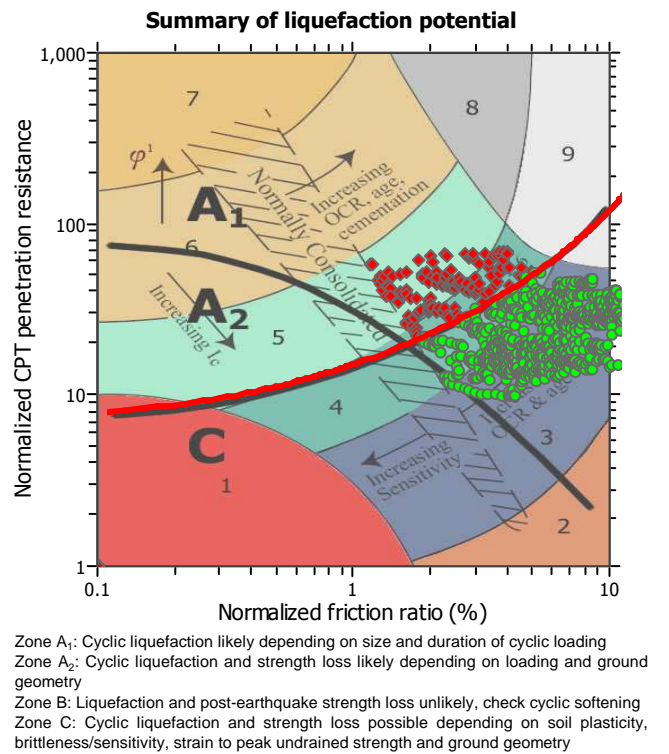 Summary of liquefaction potential
Normalized CPT penetration resistance
1,000
100
10
1
0.1
1
10
Normalized friction ratio (%)
7
8
9
φ1
A1
6
A2
5
4
C
1
3
2
Increasing
OCR, age,
cementation
Normally Consolidated
Increasing Ic
Increasing
Sensitivity
OCR & age
Zone A1: Cyclic liquefaction likely depending on size and duration of cyclic loading
Zone A2: Cyclic liquefaction and strength loss likely depending on loading and ground
geometry
Zone B: Liquefaction and post-earthquake strength loss unlikely, check cyclic softening
Zone C: Cyclic liquefaction and strength loss possible depending on soil plasticity,
brittleness/sensitivity, strain to peak undrained strength and ground geometry